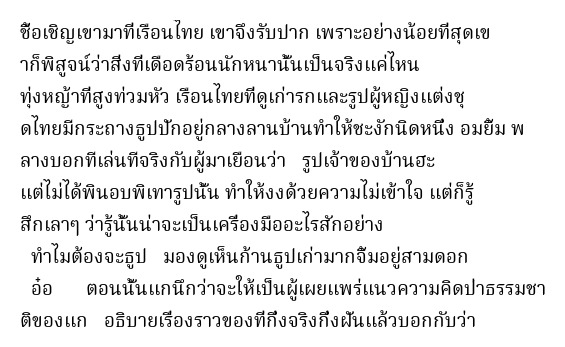 ชื้อเชิญเขามาที่เรือนไทย เขาจึงรับปาก เพราะอย่างน้อยที่สุดเข
าก็พิสูจน์ว่าสิ่งที่เดือดร้อนนักหนานั้นเป็นจริงแค่ไหน
ทุ่งหญ้าที่สูงท่วมหัว เรือนไทยที่ดูเก่ารกและรูปผู้หญิงแต่งชุ
ดไทยมีกระถางธูปปักอยู่กลางลานบ้านทำให้ชะงักนิดหนึ่ง อมยิ้ม พ
ลางบอกทีเล่นทีจริงกับผู้มาเยือนว่า   รูปเจ้าของบ้านฮะ
แต่ไม่ได้พินอบพิเทารูปนั้น ทำให้งงด้วยความไม่เข้าใจ แต่ก็รู้
สึกเลาๆ ว่ารู้นั้นน่าจะเป็นเครื่องมืออะไรสักอย่าง
ทำไมต้องจะธูป   มองดูเห็นก้านธูปเก่ามากจิ้มอยู่สามดอก
อ๋อ      ตอนนั้นแกนึกว่าจะให้เป็นผู้เผยแพร่แนวความคิดปาธรรมชา
ติของแก   อธิบายเรื่องราวของที่กึ่งจริงกึ่งฝันแล้วบอกกับว่า